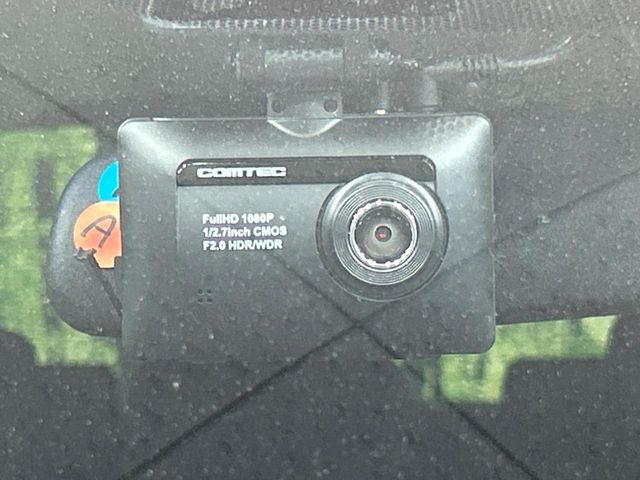 COMTEC
FullHD 1080P
1/2.7inch CMOS
F2.0 HDR/WDR
A